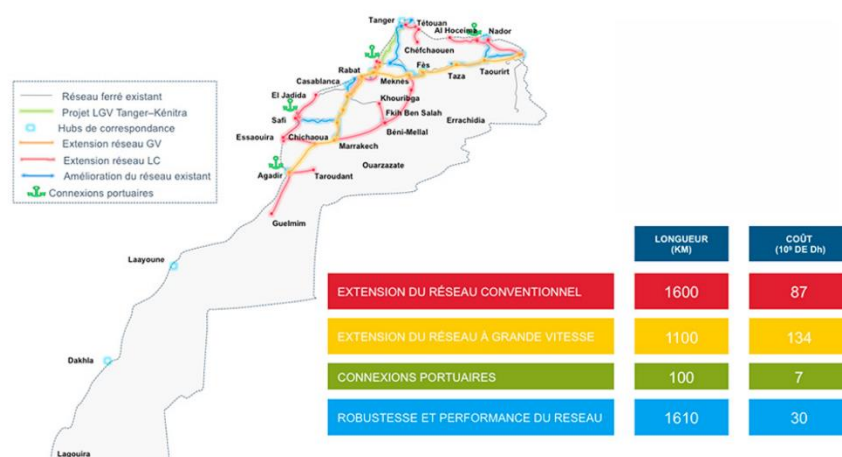 Tanger
Tétouan
Al Hoceima
Nador
Chéfchaouen
Rabat
Fès
Taza
Taourirt
Casablanca
Meknès
El Jadida
Khouribga
Safi
Fkih Ben Salah
Errachidia
Essaouira
Chichaoua
Béni-Mellal
Marrakech
Ouarzazate
Agadir
Taroudant
Guelmim
Laayoune
Dakhla
Lagouira
Réseau ferré existant
Projet LGV Tanger–Kénitra
Hubs de correspondance
Extension réseau GV
Extension réseau LC
Amélioration du réseau existant
Connexions portuaires
LONGUEUR
(KM)
COÛT
(10⁹ DE Dh)
EXTENSION DU RÉSEAU CONVENTIONNEL 1600 87
EXTENSION DU RÉSEAU À GRANDE VITESSE 1100 134
CONNEXIONS PORTUAIRES 100 7
ROBUSTESSE ET PERFORMANCE DU RESEAU 1610 30